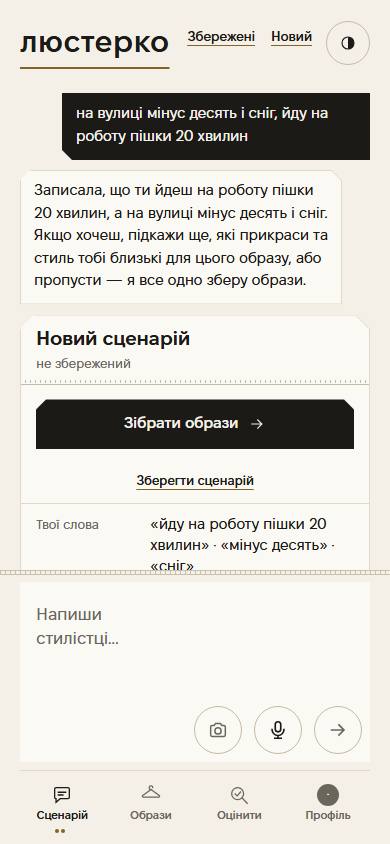 люстерко
Збережені
Новий
на вулиці мінус десять і сніг, йду на
роботу пішки 20 хвилин
Записала, що ти йдеш на роботу пішки
20 хвилин, а на вулиці мінус десять і сніг.
Якщо хочеш, підкажи ще, які прикраси та
стиль тобі близькі для цього образу, або
пропусти — я все одно зберу образи.
Новий сценарій
не збережений
Зібрати образи →
Зберегти сценарій
Твої слова
«йду на роботу пішки 20
хвилин» · «мінус десять» ·
«сніг»
Напиши
стилістці...
Сценарій
Образи
Оцінити
Профіль